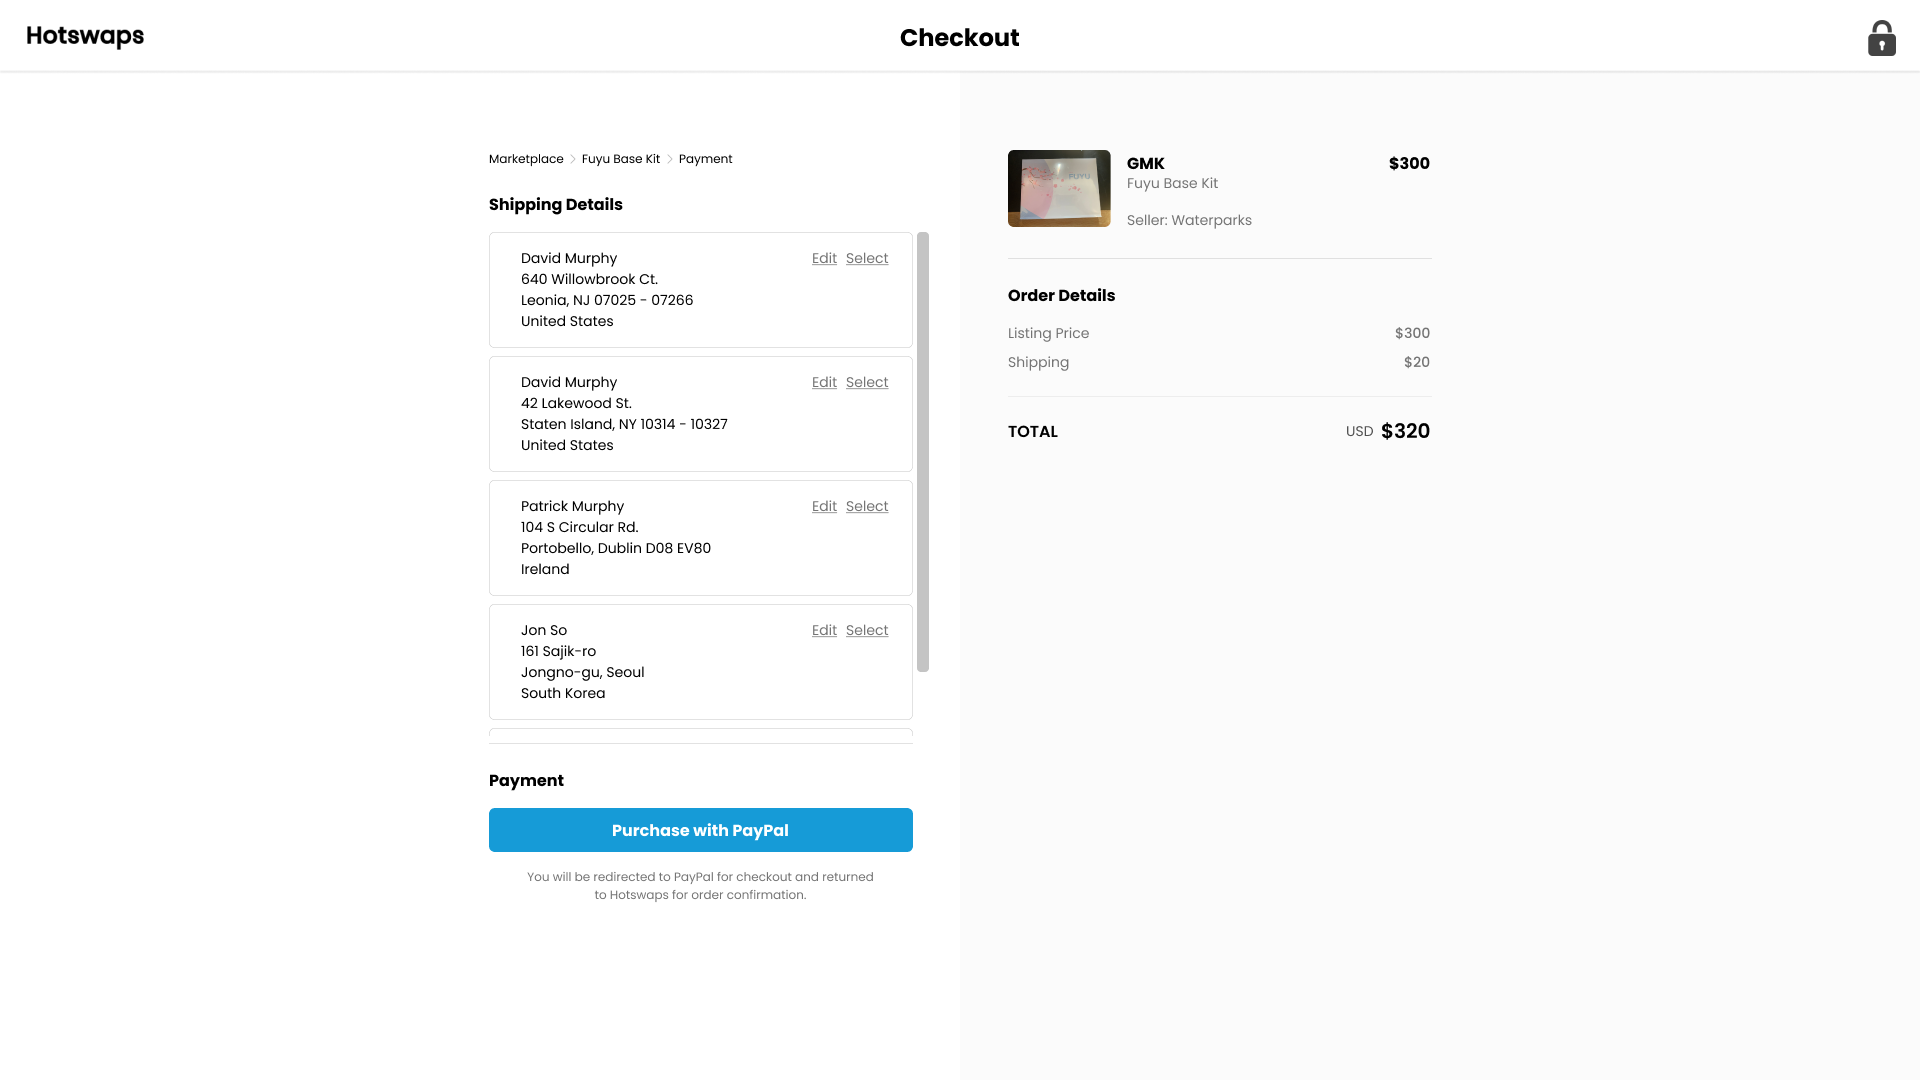 Hotswaps
Checkout
Marketplace > Fuyu Base Kit > Payment
Shipping Details
David Murphy
Edit Select
640 Willowbrook Ct.
Leonia, NJ 07025 - 07266
United States
David Murphy
Edit Select
42 Lakewood St.
Staten Island, NY 10314 - 10327
United States
Patrick Murphy
Edit Select
104 S Circular Rd.
Portobello, Dublin D08 EV80
Ireland
Jon So
Edit Select
161 Sajik-ro
Jongno-gu, Seoul
South Korea
Payment
Purchase with PayPal
You will be redirected to PayPal for checkout and returned
to Hotswaps for order confirmation.
FUYU
GMK
$300
Fuyu Base Kit
Seller: Waterparks
Order Details
Listing Price $300
Shipping $20
TOTAL USD $320